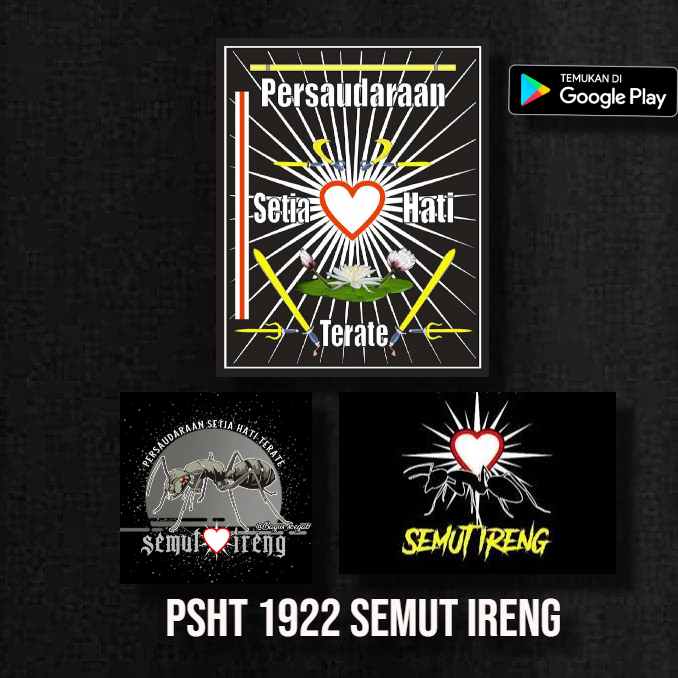 TEMUKAN DI
Google Play
Persaudaraan
Setia Hati
Terate
PERSAUDARAAN SETIA HATI TERATE
semut ireng
SEMUT IRENG
PSHT 1922 SEMUT IRENG